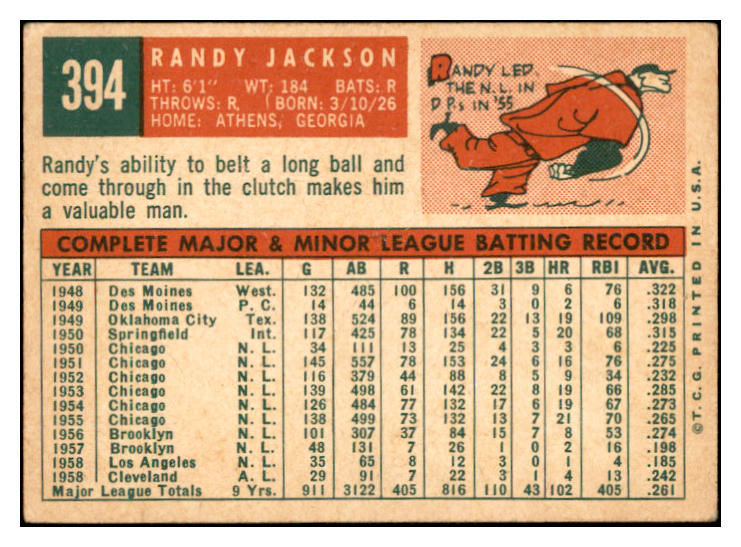 394
RANDY JACKSON
HT: 6'1" WT: 184 BATS: R
THROWS: R, BORN: 3/10/26
HOME: ATHENS, GEORGIA
RANDY LED
THE N.L. IN
D P.s IN '55
Randy's ability to belt a long ball and
come through in the clutch makes him
a valuable man.
COMPLETE MAJOR & MINOR LEAGUE BATTING RECORD
YEAR TEAM LEA. G AB R H 2B 3B HR RBI AVG.
1948 Des Moines West. 132 485 100 156 31 9 6 76 .322
1949 Des Moines P. C. 14 44 6 14 3 0 2 6 .318
1949 Oklahoma City Tex. 138 524 89 156 22 13 19 109 .298
1950 Springfield Int. 117 425 78 134 22 5 20 68 .315
1950 Chicago N. L. 34 111 13 25 4 3 3 6 .225
1951 Chicago N. L. 145 557 78 153 24 6 16 76 .275
1952 Chicago N. L. 116 379 44 88 8 5 9 34 .232
1953 Chicago N. L. 139 498 61 142 22 8 19 66 .285
1954 Chicago N. L. 126 484 77 132 17 6 19 67 .273
1955 Chicago N. L. 138 499 73 132 13 7 21 70 .265
1956 Brooklyn N. L. 101 307 37 84 15 7 8 53 .274
1957 Brooklyn N. L. 48 131 7 26 1 0 2 16 .198
1958 Los Angeles N. L. 35 65 8 12 3 0 1 4 .185
1958 Cleveland A. L. 29 91 7 22 3 1 4 13 .242
Major League Totals 9 Yrs. 911 3122 405 816 110 43 102 405 .261
©T. C. G. PRINTED IN U.S.A.